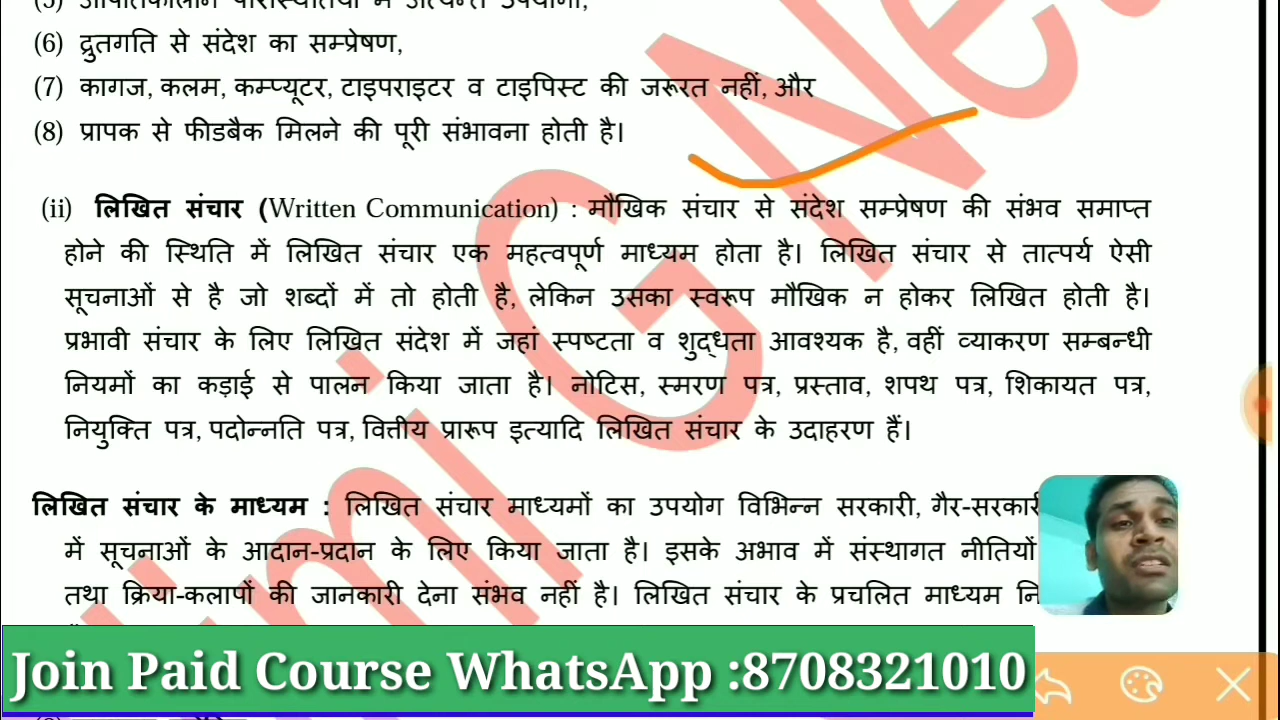 (6) द्रुतगति से संदेश का सम्प्रेषण,
(7) कागज, कलम, कम्प्यूटर, टाइपराइटर व टाइपिस्ट की जरूरत नहीं, और
(8) प्रापक से फीडबैक मिलने की पूरी संभावना होती है।
(ii) लिखित संचार (Written Communication) : मौखिक संचार से संदेश सम्प्रेषण की संभव समाप्त
होने की स्थिति में लिखित संचार एक महत्वपूर्ण माध्यम होता है। लिखित संचार से तात्पर्य ऐसी
सूचनाओं से है जो शब्दों में तो होती है, लेकिन उसका स्वरूप मौखिक न होकर लिखित होती है।
प्रभावी संचार के लिए लिखित संदेश में जहां स्पष्टता व शुद्धता आवश्यक है, वहीं व्याकरण सम्बन्धी
नियमों का कड़ाई से पालन किया जाता है। नोटिस, स्मरण पत्र, प्रस्ताव, शपथ पत्र, शिकायत पत्र,
नियुक्ति पत्र, पदोन्नति पत्र, वित्तीय प्रारूप इत्यादि लिखित संचार के उदाहरण हैं।
लिखित संचार के माध्यम : लिखित संचार माध्यमों का उपयोग विभिन्न सरकारी, गैर-सरकारी
में सूचनाओं के आदान-प्रदान के लिए किया जाता है। इसके अभाव में संस्थागत नीतियों
तथा क्रिया-कलापों की जानकारी देना संभव नहीं है। लिखित संचार के प्रचलित माध्यम नि
Join Paid Course WhatsApp :8708321010